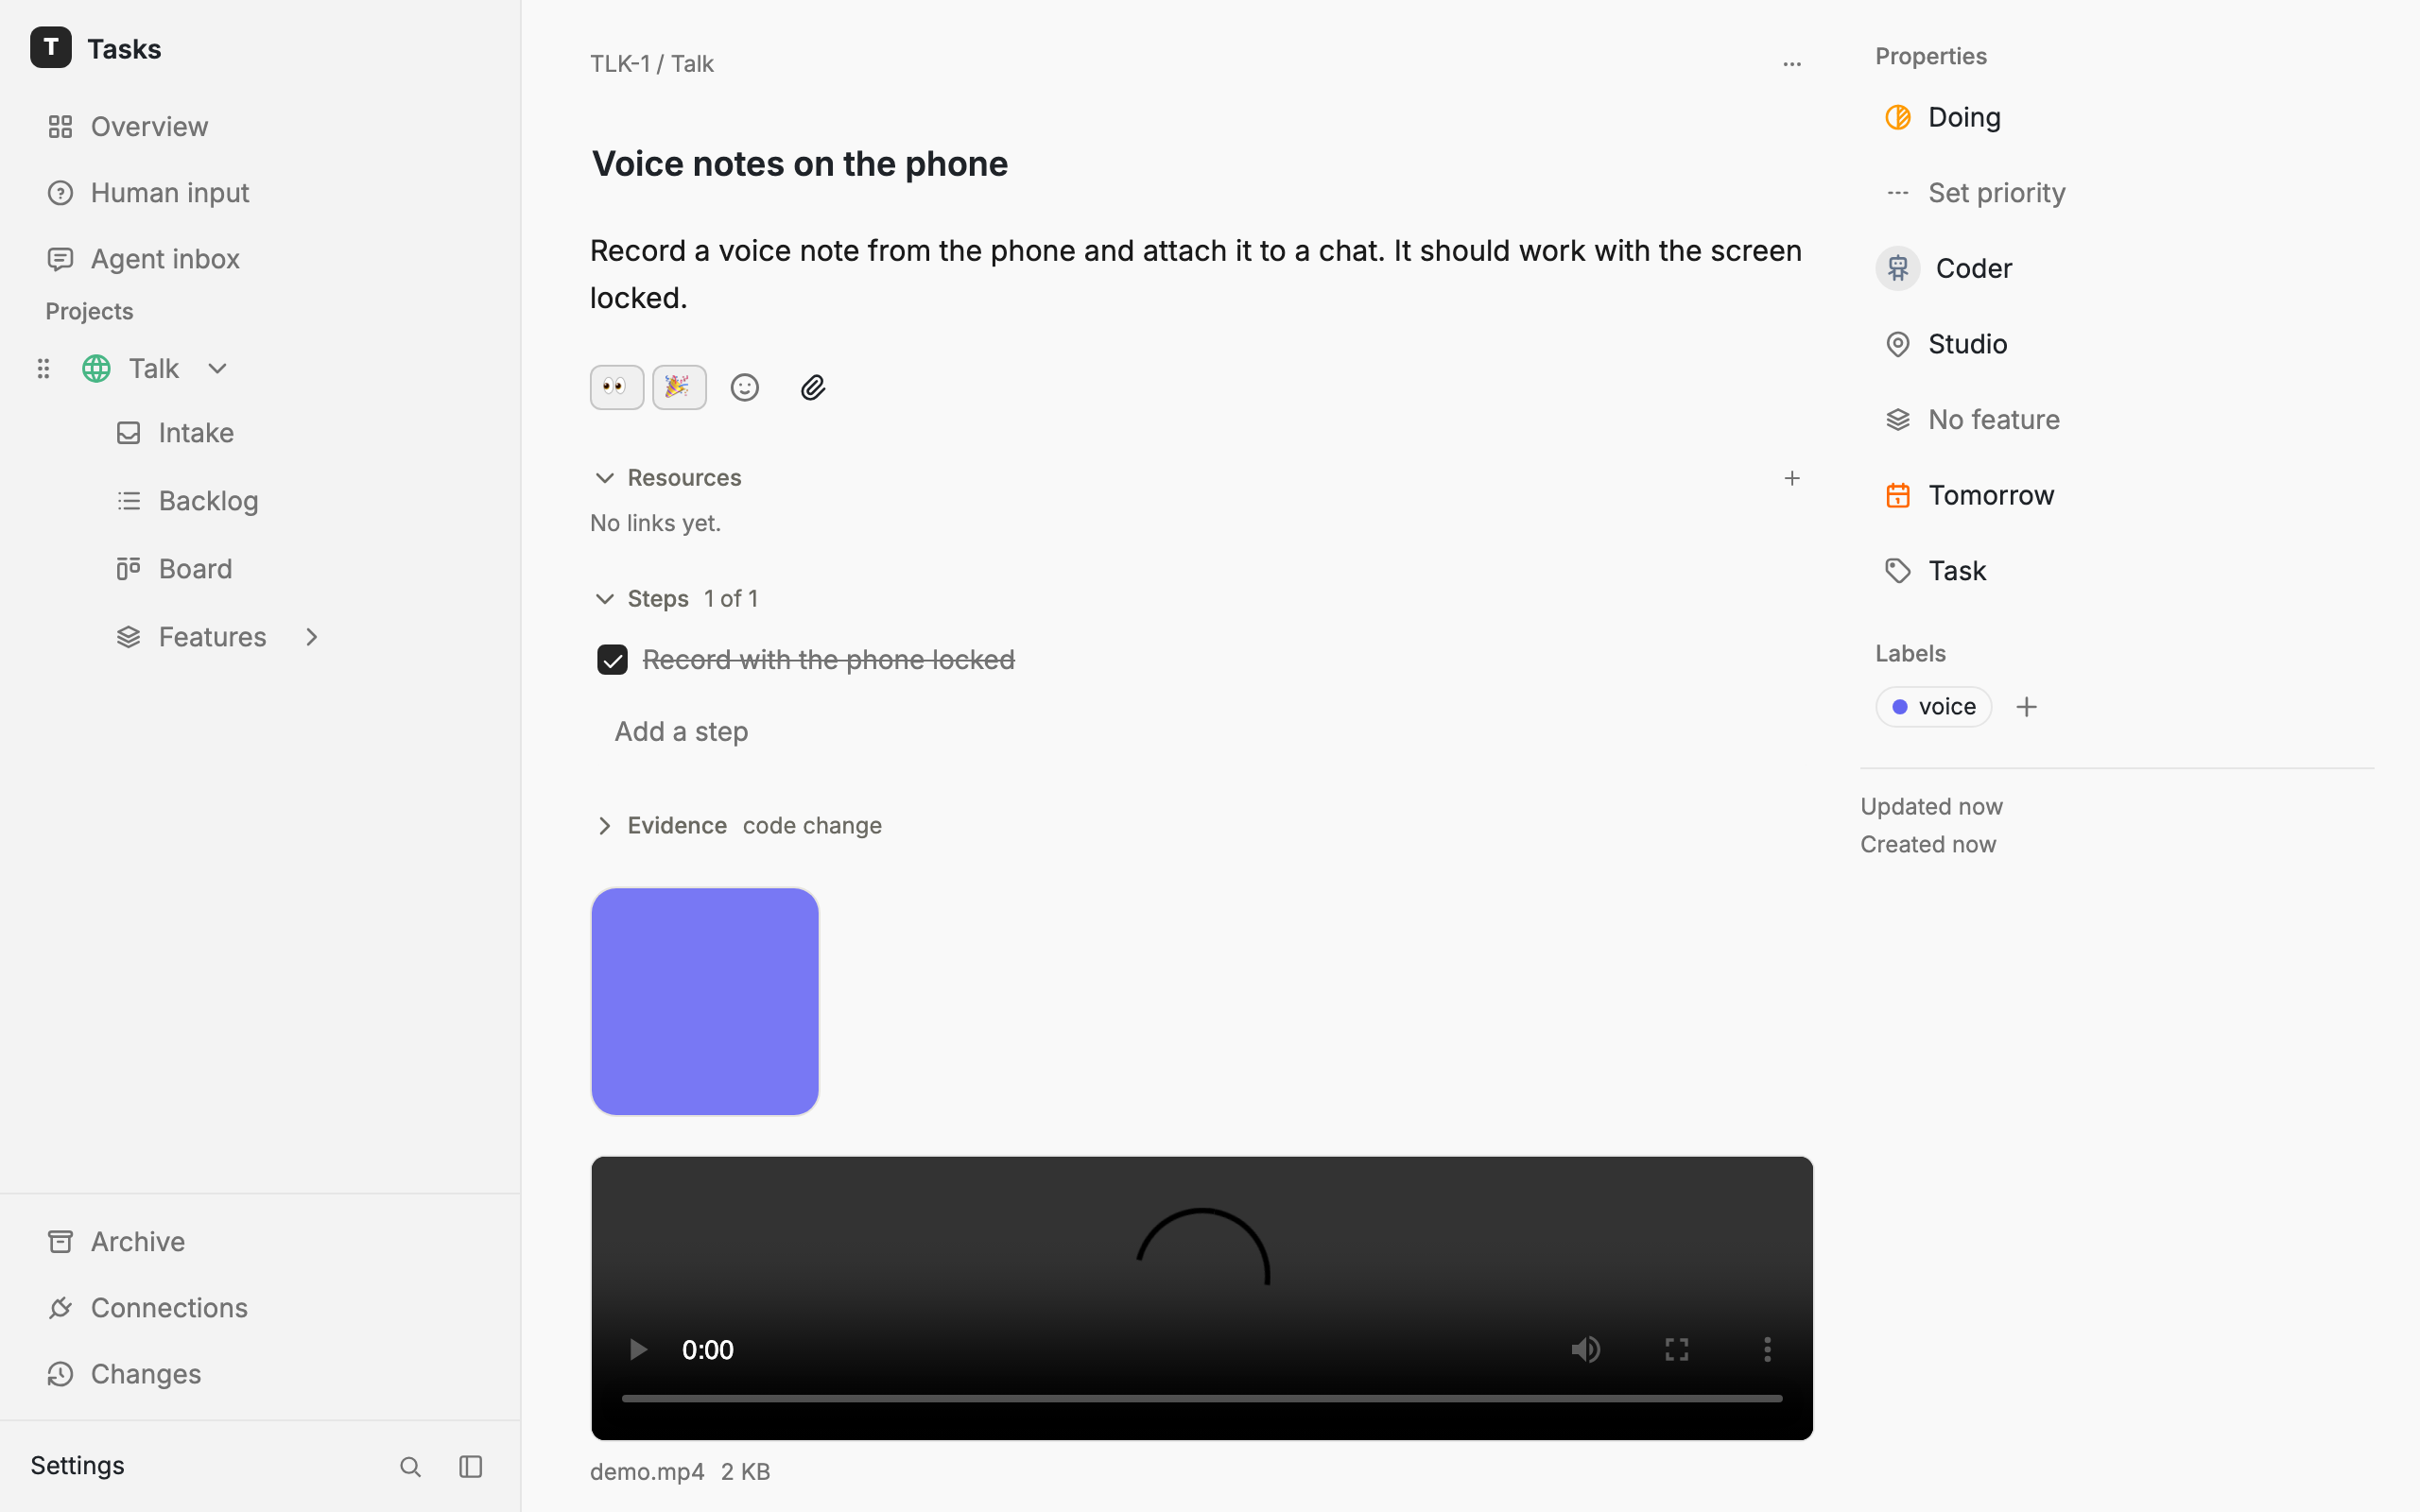 T Tasks
Overview
Human input
Agent inbox
Projects
Talk
Intake
Backlog
Board
Features
Archive
Connections
Changes
Settings
TLK-1 / Talk
Voice notes on the phone
Record a voice note from the phone and attach it to a chat. It should work with the screen
locked.
Resources
No links yet.
Steps 1 of 1
Record with the phone locked
Add a step
Evidence code change
0:00
demo.mp4 2 KB
Properties
Doing
Set priority
Coder
Studio
No feature
Tomorrow
Task
Labels
voice
Updated now
Created now